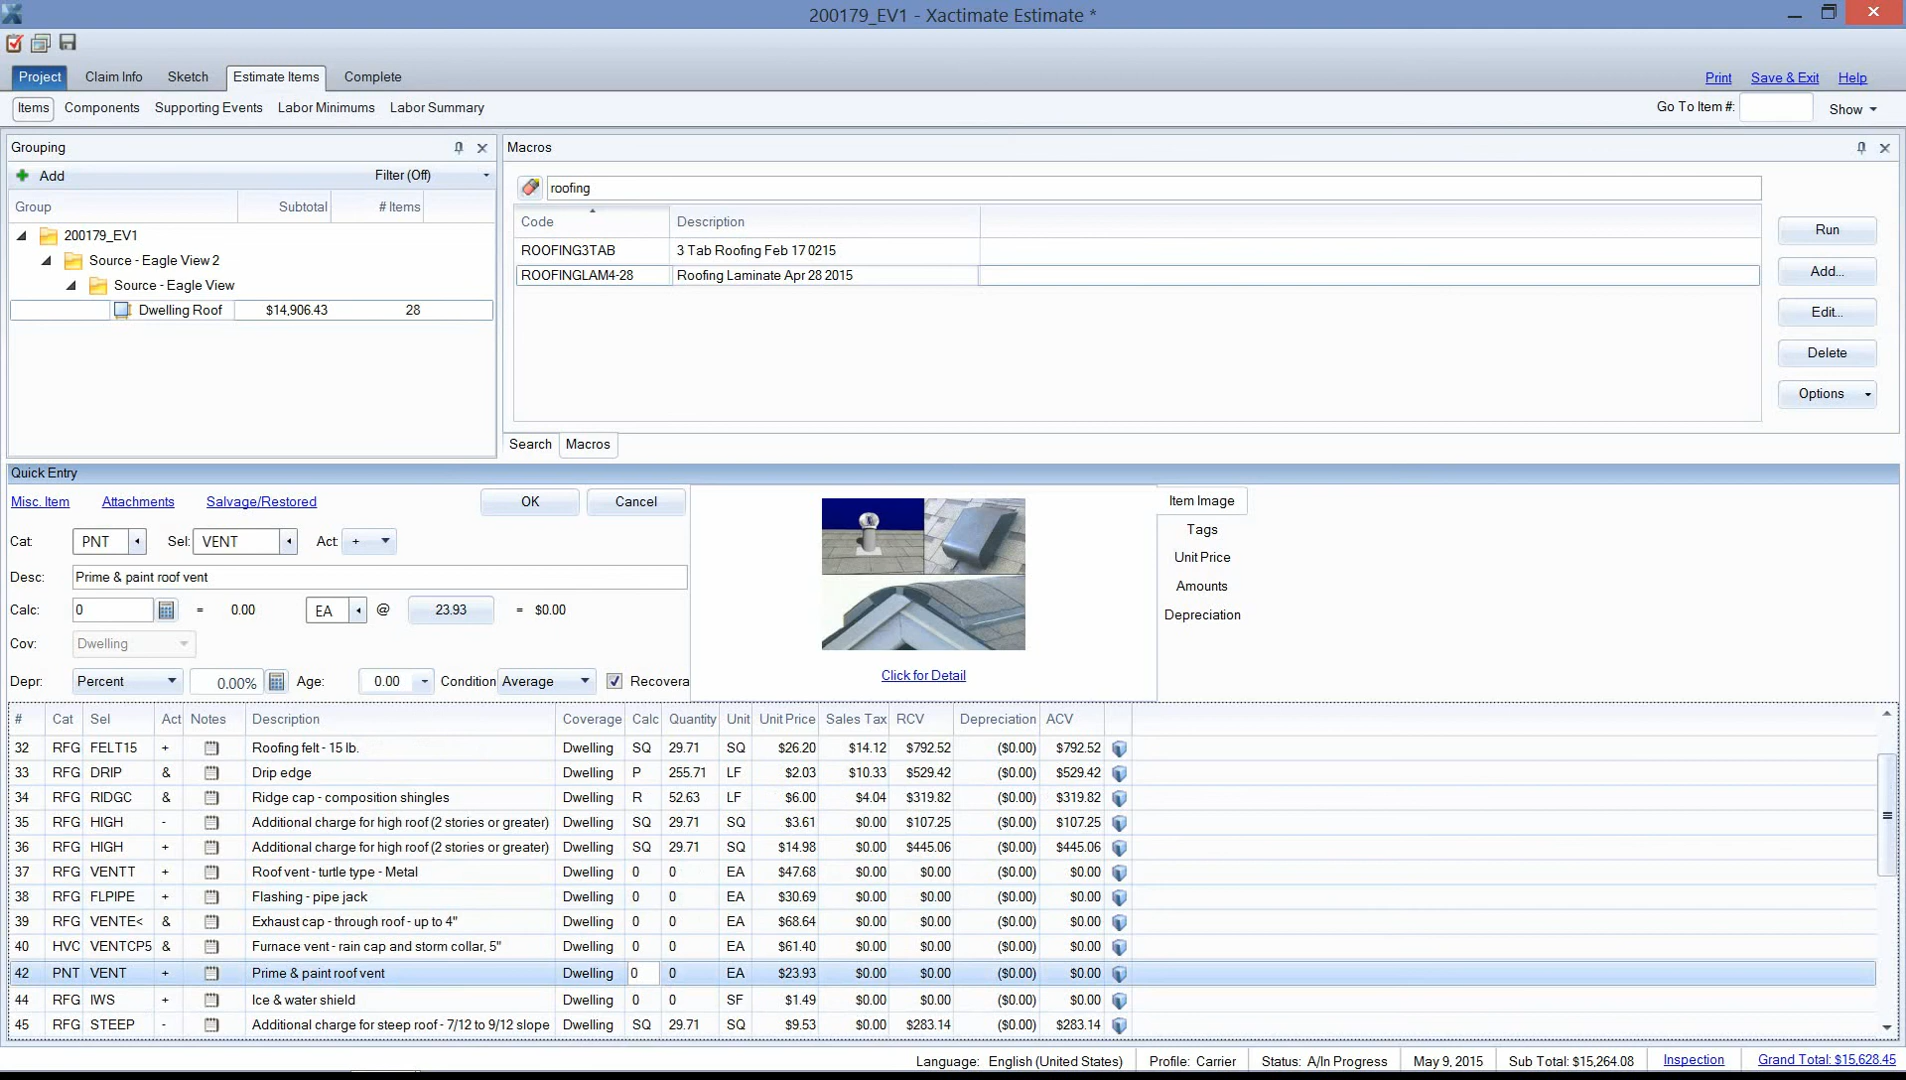 200179_EV1 - Xactimate Estimate *
Project Claim Info Sketch Estimate Items Complete Print Save & Exit Help
Items Components Supporting Events Labor Minimums Labor Summary Go To Item #: Show
Grouping
Add Filter (Off)
Group Subtotal # Items
200179_EV1
Source - Eagle View 2
Source - Eagle View
Dwelling Roof $14,906.43 28
Macros
roofing
Code Description
ROOFING3TAB 3 Tab Roofing Feb 17 0215
ROOFINGLAM4-28 Roofing Laminate Apr 28 2015
Run
Add...
Edit...
Delete
Options
Search Macros
Quick Entry
Misc. Item Attachments Salvage/Restored OK Cancel
Cat: PNT Sel: VENT Act: +
Desc: Prime & paint roof vent
Calc: 0 = 0.00 EA @ 23.93 = $0.00
Cov: Dwelling
Depr: Percent 0.00% Age: 0.00 Condition Average Recovera
Click for Detail
Item Image
Tags
Unit Price
Amounts
Depreciation
# Cat Sel Act Notes Description Coverage Calc Quantity Unit Unit Price Sales Tax RCV Depreciation ACV
32 RFG FELT15 + Roofing felt - 15 lb. Dwelling SQ 29.71 SQ $26.20 $14.12 $792.52 ($0.00) $792.52
33 RFG DRIP & Drip edge Dwelling P 255.71 LF $2.03 $10.33 $529.42 ($0.00) $529.42
34 RFG RIDGC & Ridge cap - composition shingles Dwelling R 52.63 LF $6.00 $4.04 $319.82 ($0.00) $319.82
35 RFG HIGH - Additional charge for high roof (2 stories or greater) Dwelling SQ 29.71 SQ $3.61 $0.00 $107.25 ($0.00) $107.25
36 RFG HIGH + Additional charge for high roof (2 stories or greater) Dwelling SQ 29.71 SQ $14.98 $0.00 $445.06 ($0.00) $445.06
37 RFG VENTT + Roof vent - turtle type - Metal Dwelling 0 0 EA $47.68 $0.00 $0.00 ($0.00) $0.00
38 RFG FLPIPE + Flashing - pipe jack Dwelling 0 0 EA $30.69 $0.00 $0.00 ($0.00) $0.00
39 RFG VENTE< & Exhaust cap - through roof - up to 4" Dwelling 0 0 EA $68.64 $0.00 $0.00 ($0.00) $0.00
40 HVC VENTCP5 & Furnace vent - rain cap and storm collar, 5" Dwelling 0 0 EA $61.40 $0.00 $0.00 ($0.00) $0.00
42 PNT VENT + Prime & paint roof vent Dwelling 0 0 EA $23.93 $0.00 $0.00 ($0.00) $0.00
44 RFG IWS + Ice & water shield Dwelling 0 0 SF $1.49 $0.00 $0.00 ($0.00) $0.00
45 RFG STEEP - Additional charge for steep roof - 7/12 to 9/12 slope Dwelling SQ 29.71 SQ $9.53 $0.00 $283.14 ($0.00) $283.14
Language: English (United States) Profile: Carrier Status: A/In Progress May 9, 2015 Sub Total: $15,264.08 Inspection Grand Total: $15,628.45